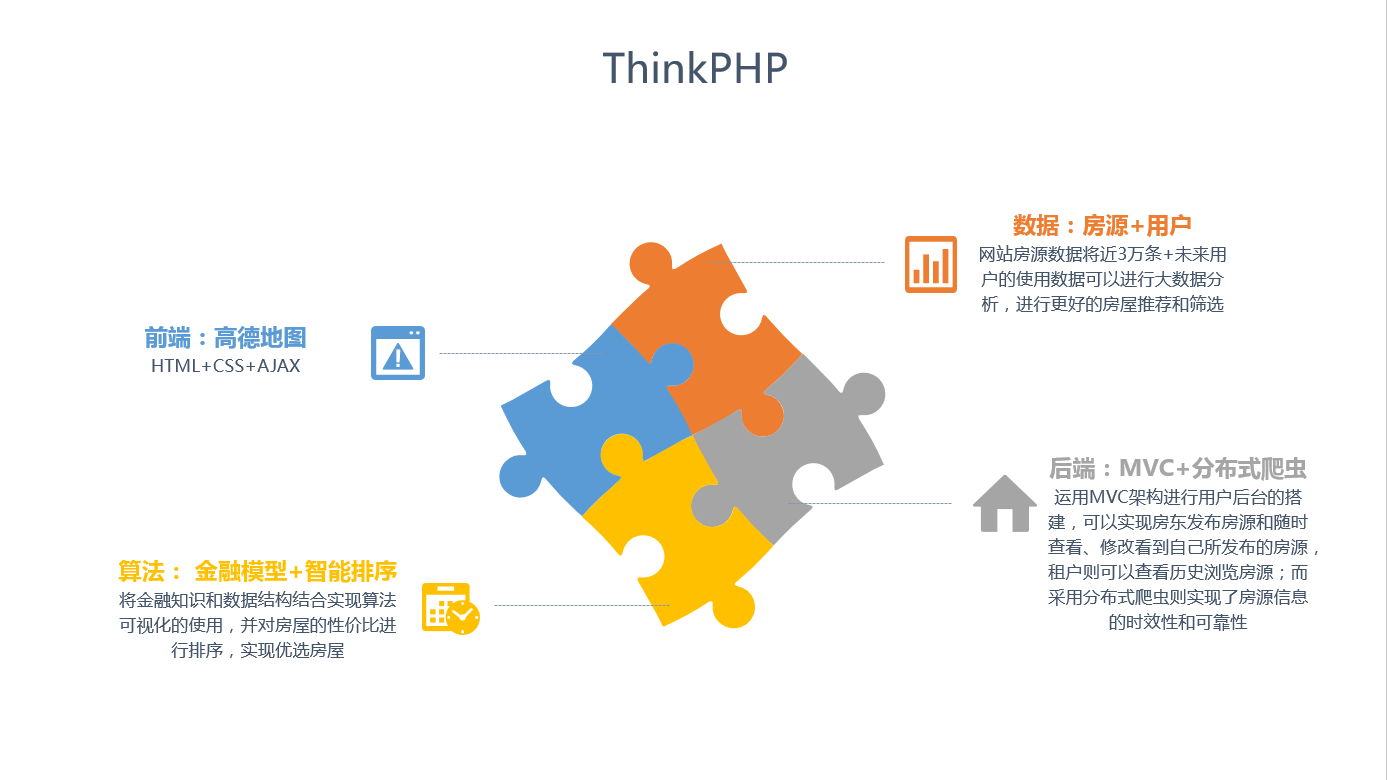 ThinkPHP
数据：房源+用户
网站房源数据将近3万条+未来用
户的使用数据可以进行大数据分
析，进行更好的房屋推荐和筛选
前端：高德地图
HTML+CSS+AJAX
后端：MVC+分布式爬虫
运用MVC架构进行用户后台的搭
建，可以实现房东发布房源和随时
查看、修改看到自己所发布的房源，
租户则可以查看历史浏览房源；而
采用分布式爬虫则实现了房源信息
的时效性和可靠性
算法： 金融模型+智能排序
将金融知识和数据结构结合实现算法
可视化的使用，并对房屋的性价比进
行排序，实现优选房屋